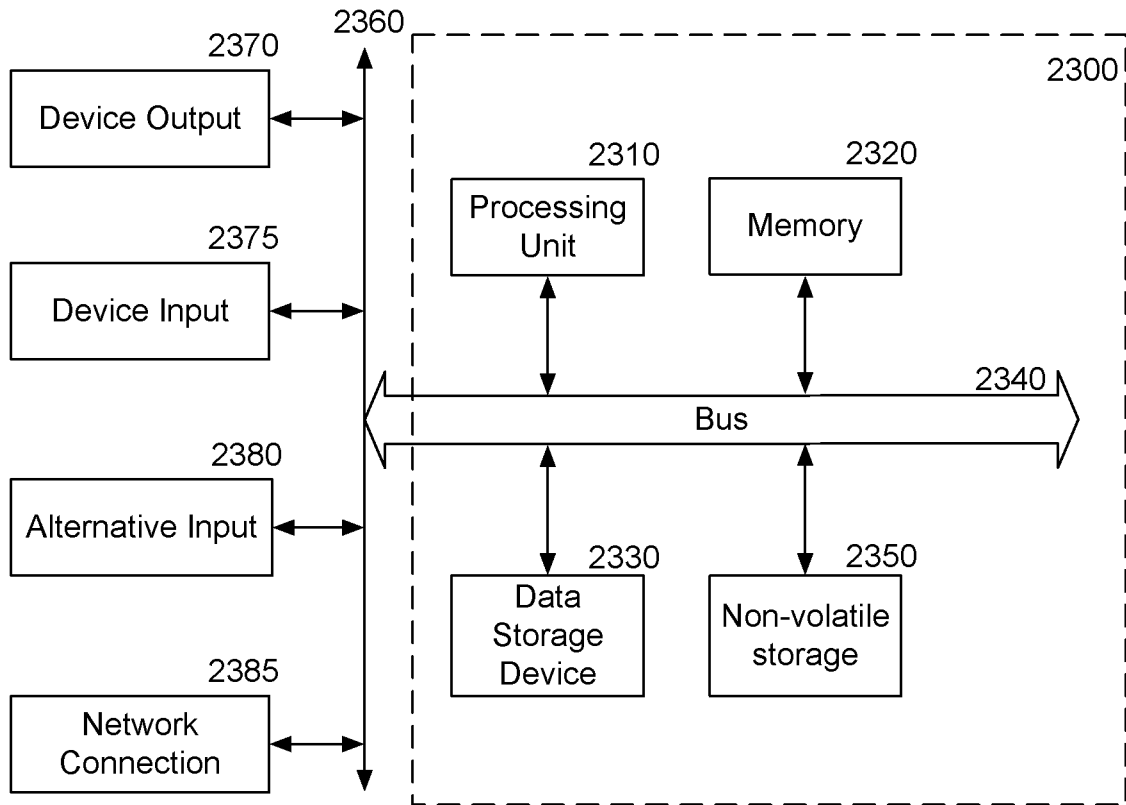 2360
2370
2300
Device Output
2310
2320
Processing
Unit
Memory
2375
Device Input
2340
Bus
2380
Alternative Input
2330
2350
Data
Storage
Device
Non-volatile
storage
2385
Network
Connection